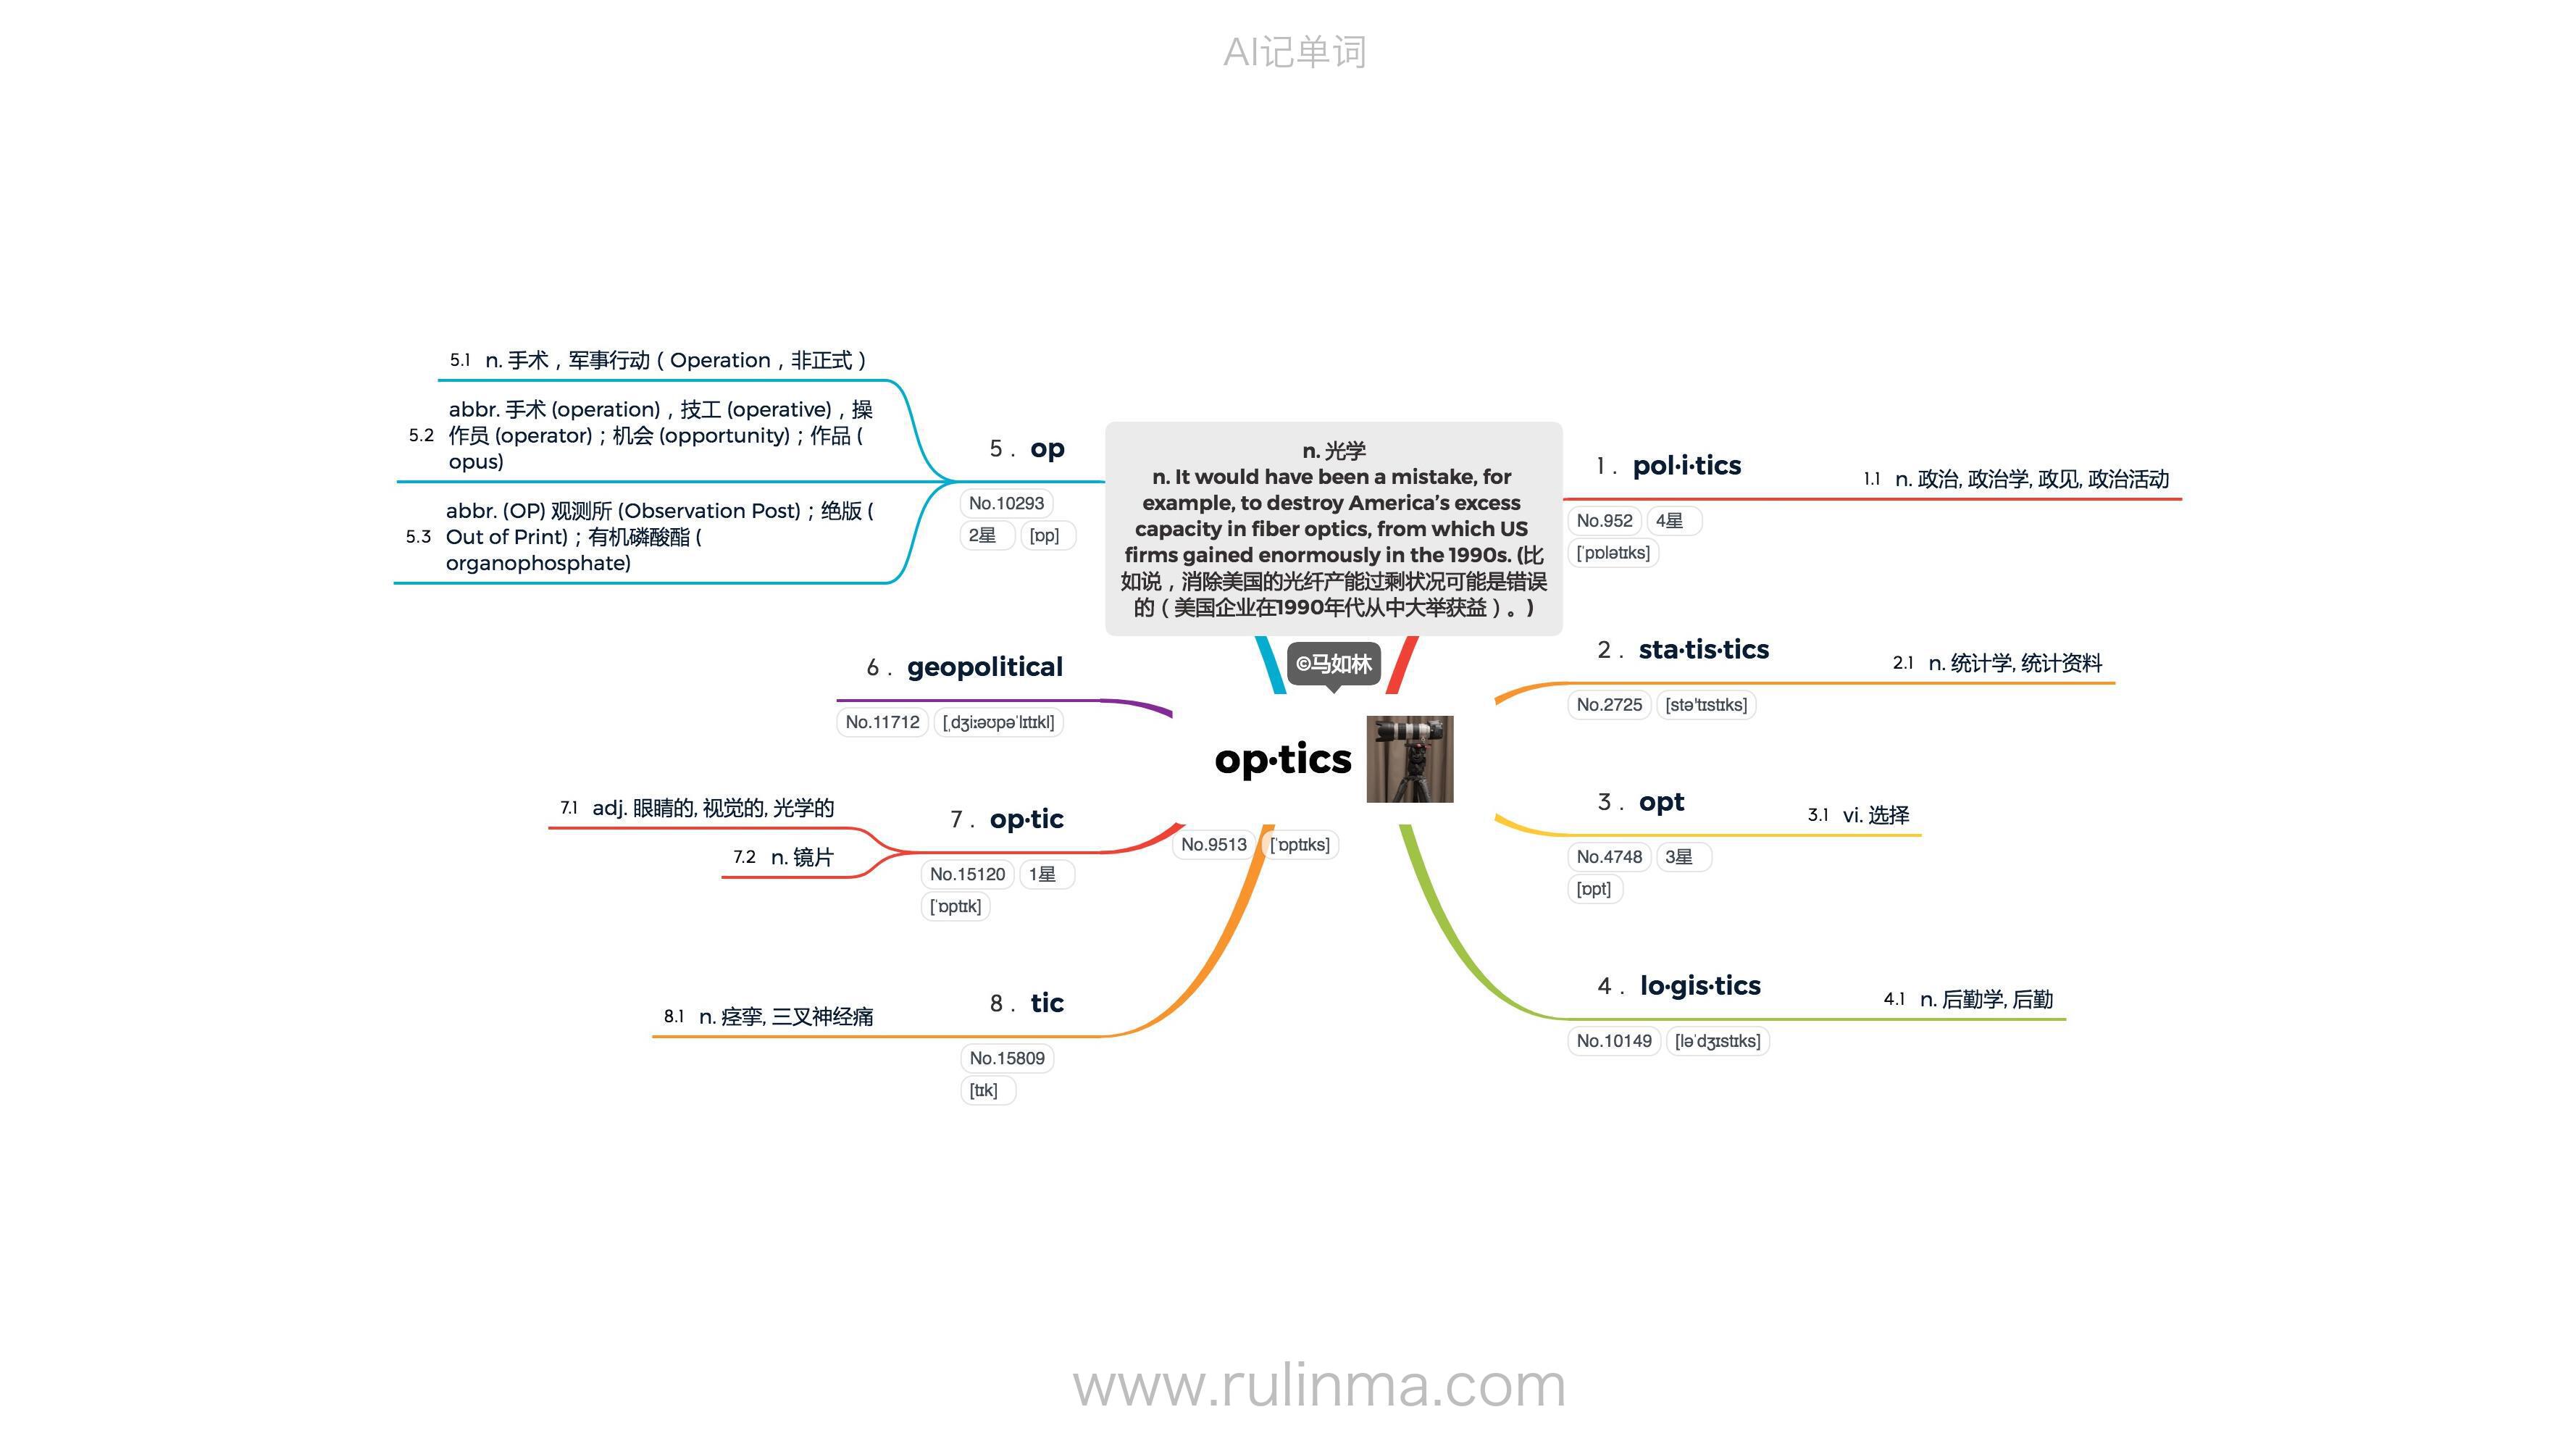 AI记单词
n. 光学
n. It would have been a mistake, for
example, to destroy America’s excess
capacity in fiber optics, from which US
firms gained enormously in the 1990s. (比
如说，消除美国的光纤产能过剩状况可能是错误
的（美国企业在1990年代从中大举获益）。)
©马如林
op·tics
No.9513 [ˈɒptɪks]
1. pol·i·tics
No.952 4星
[ˈpɒlətɪks]
1.1 n. 政治, 政治学, 政见, 政治活动
2. sta·tis·tics
No.2725 [stə'tɪstɪks]
2.1 n. 统计学, 统计资料
3. opt
No.4748 3星
[ɒpt]
3.1 vi. 选择
4. lo·gis·tics
No.10149 [ləˈdʒɪstɪks]
4.1 n. 后勤学, 后勤
5. op
No.10293
2星 [ɒp]
5.1 n. 手术，军事行动（Operation，非正式）
5.2 abbr. 手术 (operation)，技工 (operative)，操
作员 (operator)；机会 (opportunity)；作品 (
opus)
5.3 abbr. (OP) 观测所 (Observation Post)；绝版 (
Out of Print)；有机磷酸酯 (
organophosphate)
6. geopolitical
No.11712 [ˌdʒiːəʊpəˈlɪtɪkl]
7. op·tic
No.15120 1星
[ˈɒptɪk]
7.1 adj. 眼睛的, 视觉的, 光学的
7.2 n. 镜片
8. tic
No.15809
[tɪk]
8.1 n. 痉挛, 三叉神经痛
www.rulinma.com